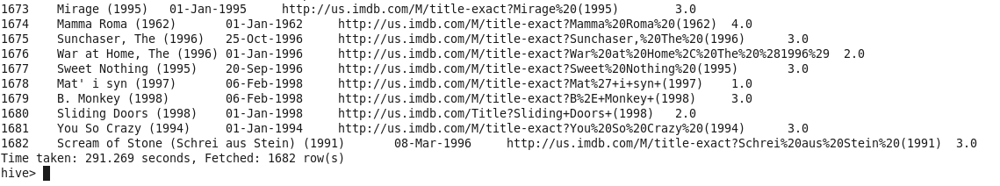 1673    Mirage (1995)   01-Jan-1995     http://us.imdb.com/M/title-exact?Mirage%20(1995)        3.0
1674    Mamma Roma (1962)       01-Jan-1962     http://us.imdb.com/M/title-exact?Mamma%20Roma%20(1962)  4.0
1675    Sunchaser, The (1996)   25-Oct-1996     http://us.imdb.com/M/title-exact?Sunchaser,%20The%20(1996)      3.0
1676    War at Home, The (1996) 01-Jan-1996     http://us.imdb.com/M/title-exact?War%20at%20Home%2C%20The%20%281996%29  2.0
1677    Sweet Nothing (1995)    20-Sep-1996     http://us.imdb.com/M/title-exact?Sweet%20Nothing%20(1995)       3.0
1678    Mat' i syn (1997)       06-Feb-1998     http://us.imdb.com/M/title-exact?Mat%27+i+syn+(1997)    1.0
1679    B. Monkey (1998)        06-Feb-1998     http://us.imdb.com/M/title-exact?B%2E+Monkey+(1998)     3.0
1680    Sliding Doors (1998)    01-Jan-1998     http://us.imdb.com/Title?Sliding+Doors+(1998)   2.0
1681    You So Crazy (1994)     01-Jan-1994     http://us.imdb.com/M/title-exact?You%20So%20Crazy%20(1994)      3.0
1682    Scream of Stone (Schrei aus Stein) (1991)       08-Mar-1996     http://us.imdb.com/M/title-exact?Schrei%20aus%20Stein%20(1991)  3.0
Time taken: 291.269 seconds, Fetched: 1682 row(s)
hive>